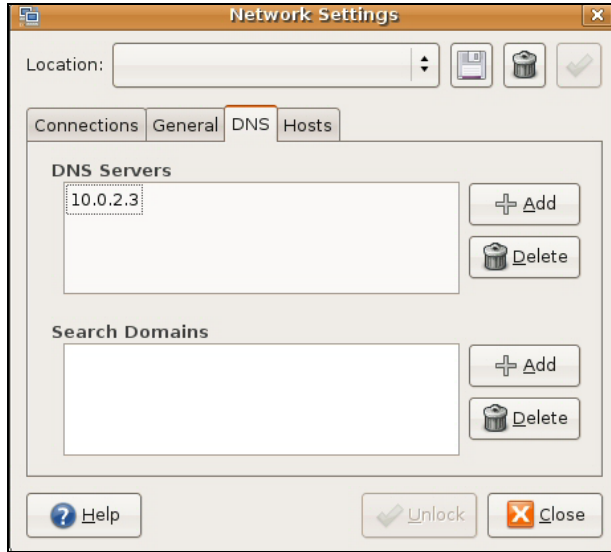 Network Settings
Location:
Connections General DNS Hosts
DNS Servers
10.0.2.3
Add
Delete
Search Domains
Add
Delete
Help Unlock Close